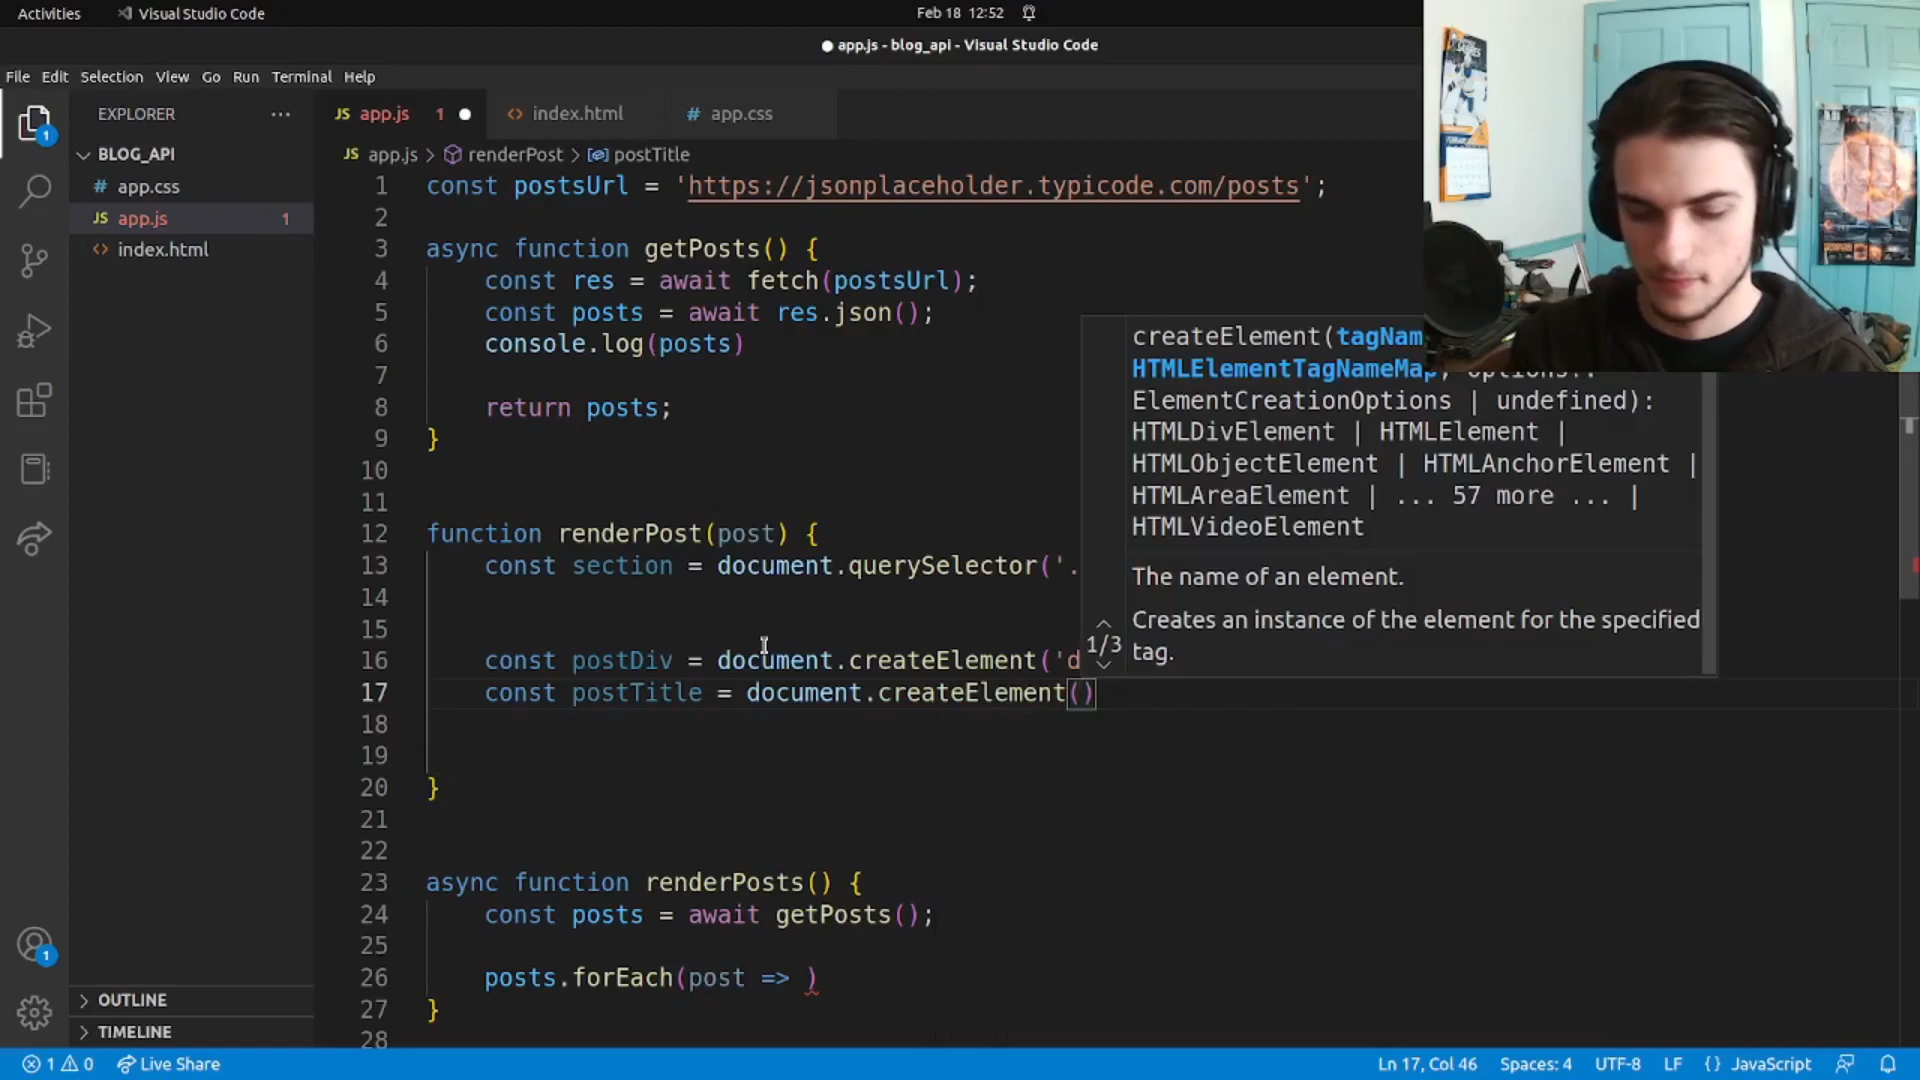 Activities
Visual Studio Code
Feb 18 12:52
● app.js - blog_api - Visual Studio Code
File Edit Selection View Go Run Terminal Help
EXPLORER ···
JS app.js 1 ●
<> index.html
# app.css
BLOG_API
# app.css
JS app.js 1
<> index.html
JS app.js > renderPost > postTitle
1 const postsUrl = 'https://jsonplaceholder.typicode.com/posts';
2
3 async function getPosts() {
4 const res = await fetch(postsUrl);
5 const posts = await res.json();
6 console.log(posts)
7
8 return posts;
9 }
10
11
12 function renderPost(post) {
13 const section = document.querySelector('.
14
15
16 const postDiv = document.createElement('d
17 const postTitle = document.createElement()
18
19
20 }
21
22
23 async function renderPosts() {
24 const posts = await getPosts();
25
26 posts.forEach(post => )
27 }
28
createElement(tagNam
HTMLElementTagNameMap, options?:
ElementCreationOptions | undefined):
HTMLDivElement | HTMLElement |
HTMLObjectElement | HTMLAnchorElement |
HTMLAreaElement | ... 57 more ... |
HTMLVideoElement
The name of an element.
Creates an instance of the element for the specified
tag.
1/3
1
1
OUTLINE
TIMELINE
1 0 Live Share
Ln 17, Col 46 Spaces: 4 UTF-8 LF {} JavaScript